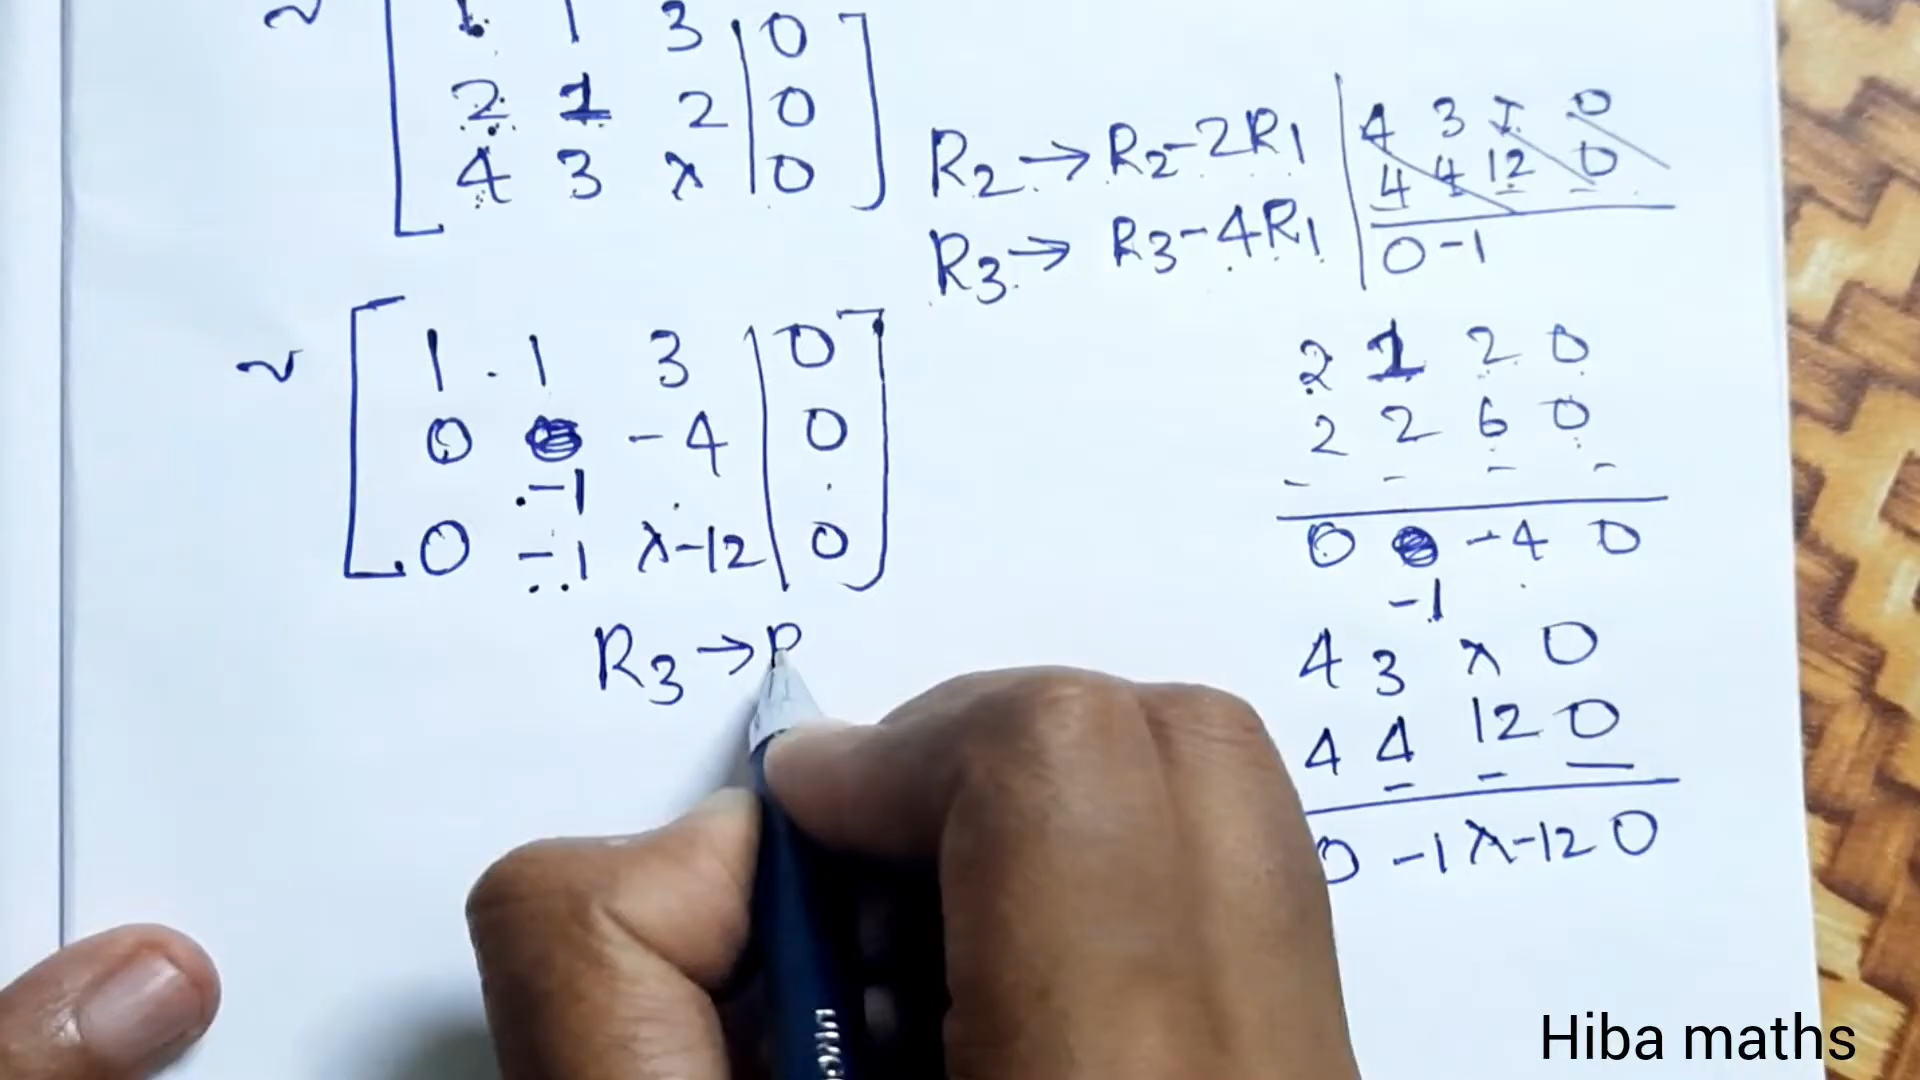 ~ 1 1 3 | 0
2 1 2 | 0
4 3 λ | 0
R2 → R2-2R1
R3 → R3-4R1
4 3 λ 0
4 4 12 0
0 -1
~ 1 1 3 | 0
0 -4 | 0
-1
0 -1 λ-12 | 0
R3 → R
2 1 2 0
2 2 6 0
- - - -
0 -4 0
-1
4 3 λ 0
4 4 12 0
- - -
0 -1 λ-12 0
Hiba maths